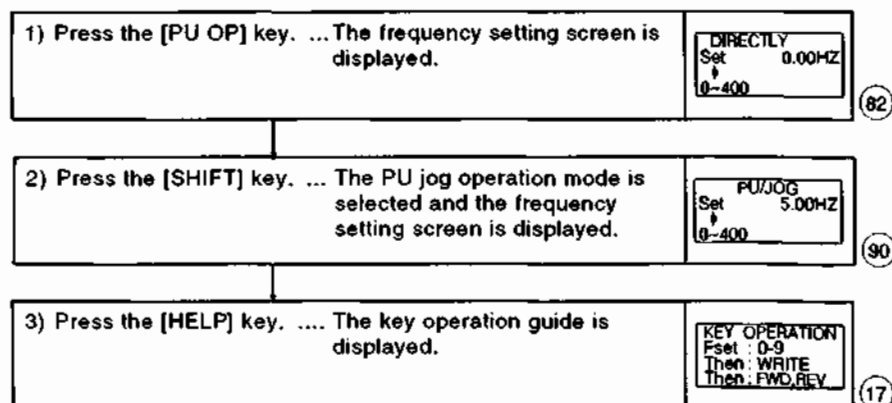 1) Press the [PU OP] key. ... The frequency setting screen is
displayed.
DIRECTLY
Set 0.00HZ
0~400
82
2) Press the [SHIFT] key. ... The PU jog operation mode is
selected and the frequency
setting screen is displayed.
PU/JOG
Set 5.00HZ
0~400
90
3) Press the [HELP] key. .... The key operation guide is
displayed.
KEY OPERATION
Fset : 0-9
Then : WRITE
Then : FWD,REV
17